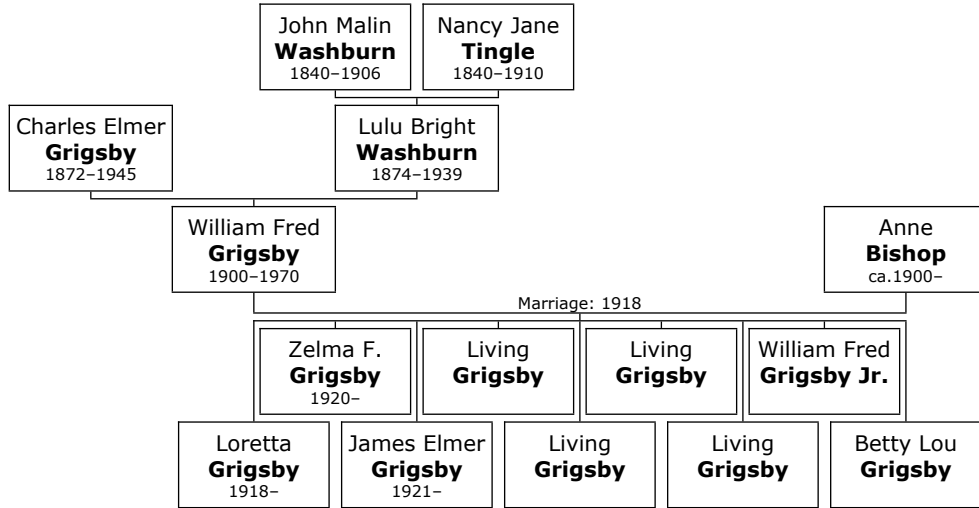 John Malin
Washburn
1840–1906
Nancy Jane
Tingle
1840–1910
Charles Elmer
Grigsby
1872–1945
Lulu Bright
Washburn
1874–1939
William Fred
Grigsby
1900–1970
Anne
Bishop
ca.1900–
Marriage: 1918
Zelma F.
Grigsby
1920–
Living
Grigsby
Living
Grigsby
William Fred
Grigsby Jr.
Loretta
Grigsby
1918–
James Elmer
Grigsby
1921–
Living
Grigsby
Living
Grigsby
Betty Lou
Grigsby